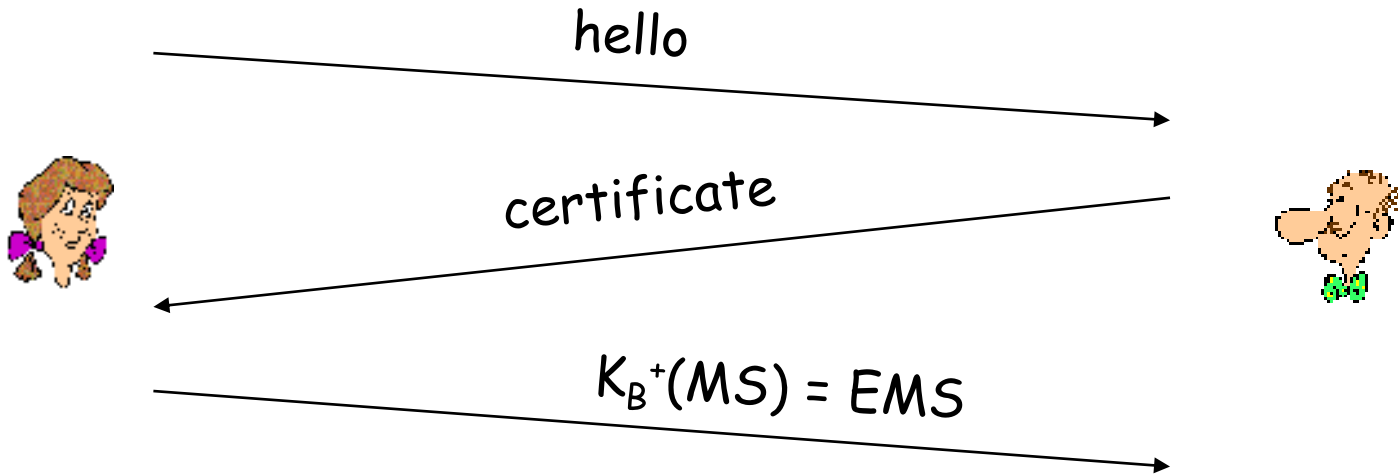 hello
certificate
K_B⁺(MS) = EMS